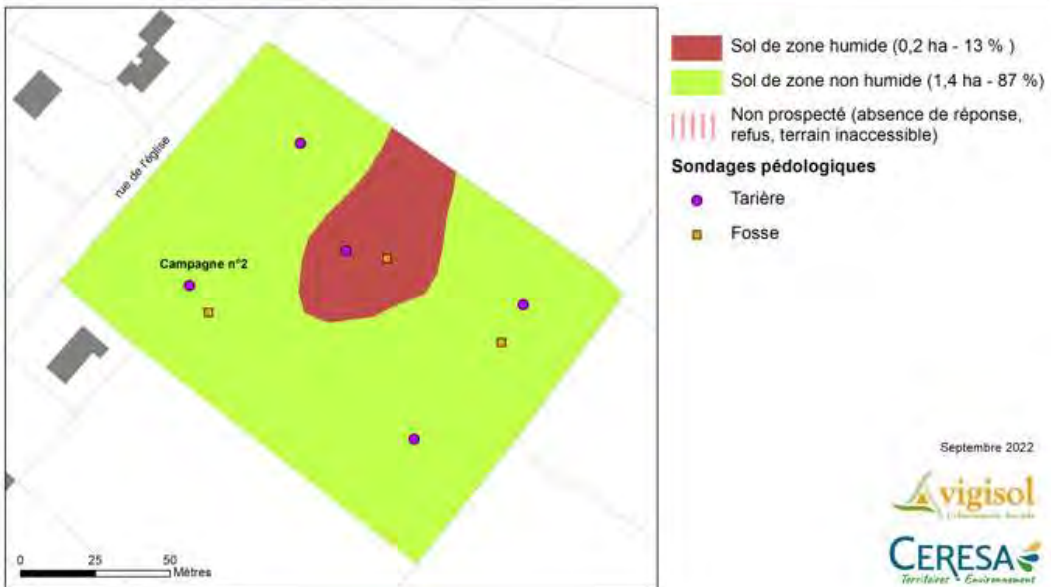 Sol de zone humide (0,2 ha - 13 % )
Sol de zone non humide (1,4 ha - 87 %)
Non prospecté (absence de réponse,
refus, terrain inaccessible)
Sondages pédologiques
Tarière
Fosse
rue de l'église
Campagne n°2
0 25 50
Mètres
Septembre 2022
vigisol
CERESA
Territoires - Environnement